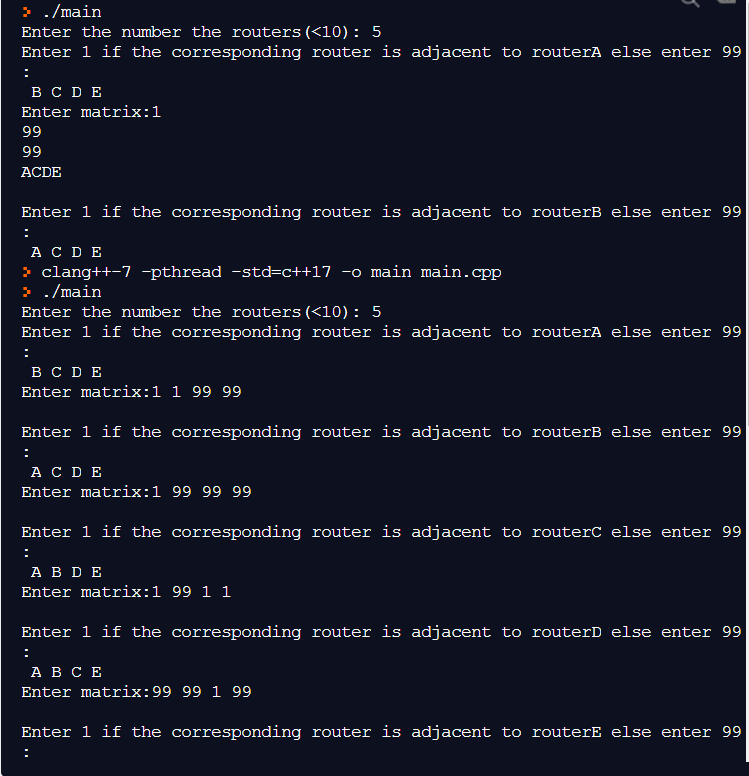 > ./main
Enter the number the routers(<10): 5
Enter 1 if the corresponding router is adjacent to routerA else enter 99
:
B C D E
Enter matrix:1
99
99
ACDE
Enter 1 if the corresponding router is adjacent to routerB else enter 99
:
A C D E
> clang++-7 -pthread -std=c++17 -o main main.cpp
> ./main
Enter the number the routers(<10): 5
Enter 1 if the corresponding router is adjacent to routerA else enter 99
:
B C D E
Enter matrix:1 1 99 99
Enter 1 if the corresponding router is adjacent to routerB else enter 99
:
A C D E
Enter matrix:1 99 99 99
Enter 1 if the corresponding router is adjacent to routerC else enter 99
:
A B D E
Enter matrix:1 99 1 1
Enter 1 if the corresponding router is adjacent to routerD else enter 99
:
A B C E
Enter matrix:99 99 1 99
Enter 1 if the corresponding router is adjacent to routerE else enter 99
: